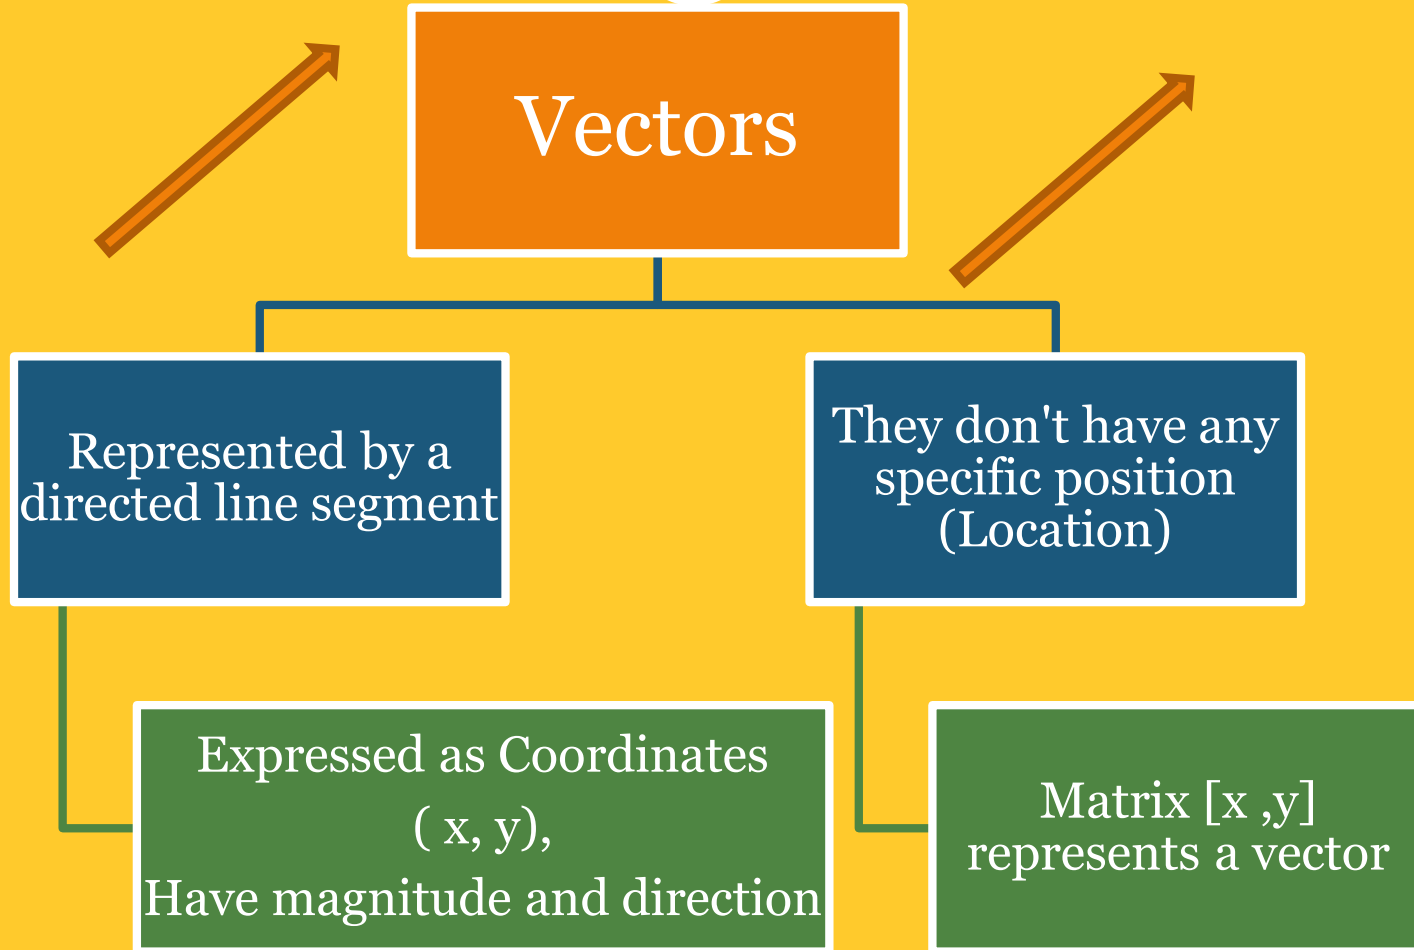 Vectors
Represented by a
directed line segment
They don't have any
specific position
(Location)
Expressed as Coordinates
( x, y),
Have magnitude and direction
Matrix [x ,y]
represents a vector